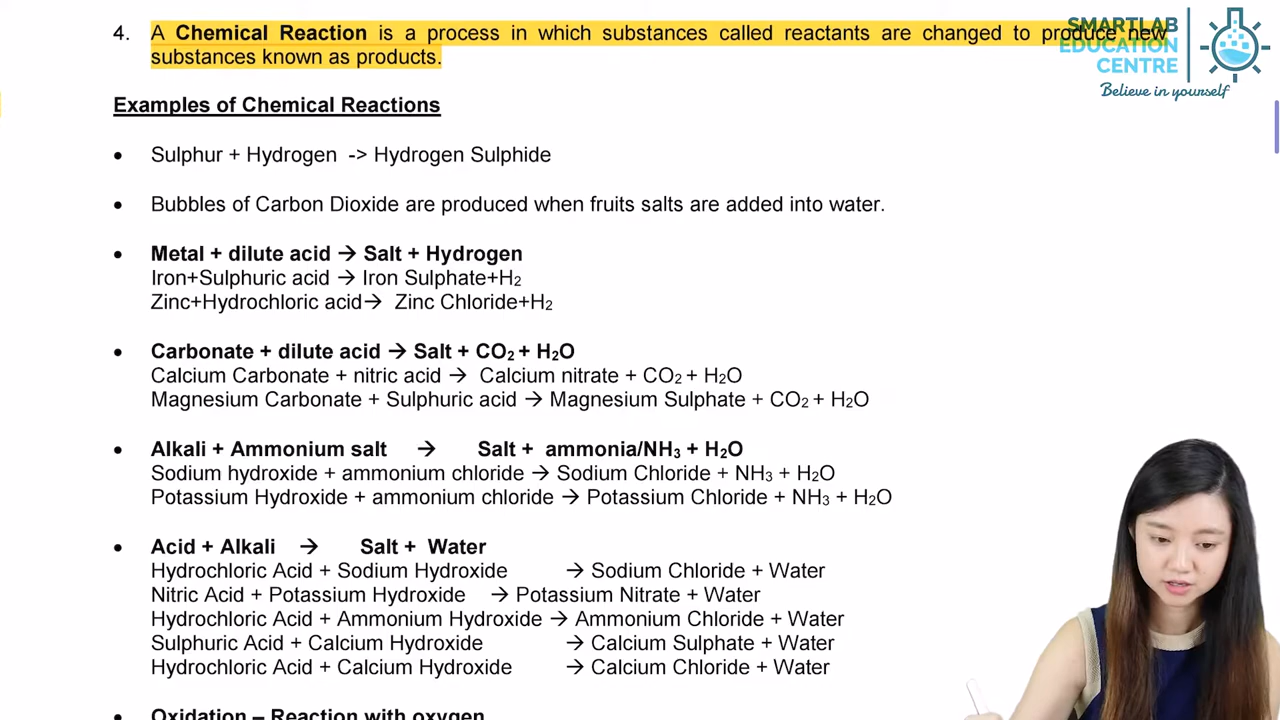 4. A Chemical Reaction is a process in which substances called reactants are changed to produce new
substances known as products.
SMARTLAB
EDUCATION
CENTRE
Believe in yourself
Examples of Chemical Reactions
• Sulphur + Hydrogen -> Hydrogen Sulphide
• Bubbles of Carbon Dioxide are produced when fruits salts are added into water.
• Metal + dilute acid → Salt + Hydrogen
Iron+Sulphuric acid → Iron Sulphate+H₂
Zinc+Hydrochloric acid→ Zinc Chloride+H₂
• Carbonate + dilute acid → Salt + CO₂ + H₂O
Calcium Carbonate + nitric acid → Calcium nitrate + CO₂ + H₂O
Magnesium Carbonate + Sulphuric acid → Magnesium Sulphate + CO₂ + H₂O
• Alkali + Ammonium salt → Salt + ammonia/NH₃ + H₂O
Sodium hydroxide + ammonium chloride → Sodium Chloride + NH₃ + H₂O
Potassium Hydroxide + ammonium chloride → Potassium Chloride + NH₃ + H₂O
• Acid + Alkali → Salt + Water
Hydrochloric Acid + Sodium Hydroxide → Sodium Chloride + Water
Nitric Acid + Potassium Hydroxide → Potassium Nitrate + Water
Hydrochloric Acid + Ammonium Hydroxide → Ammonium Chloride + Water
Sulphuric Acid + Calcium Hydroxide → Calcium Sulphate + Water
Hydrochloric Acid + Calcium Hydroxide → Calcium Chloride + Water
• Oxidation – Reaction with oxygen